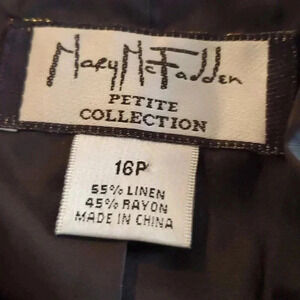 Mary McFadden
PETITE
COLLECTION
16P
55% LINEN
45% RAYON
MADE IN CHINA